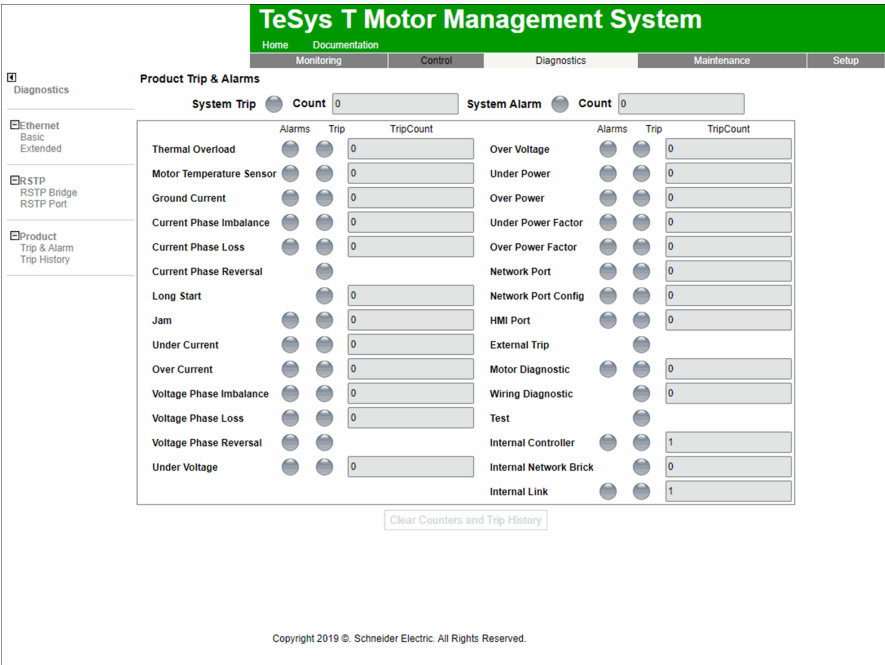 TeSys T Motor Management System
Home Documentation
Monitoring Control Diagnostics Maintenance Setup
Diagnostics
Ethernet
Basic
Extended
RSTP
RSTP Bridge
RSTP Port
Product
Trip & Alarm
Trip History
Product Trip & Alarms
System Trip Count 0 System Alarm Count 0
Alarms Trip TripCount Alarms Trip TripCount
Thermal Overload 0 Over Voltage 0
Motor Temperature Sensor 0 Under Power 0
Ground Current 0 Over Power 0
Current Phase Imbalance 0 Under Power Factor 0
Current Phase Loss 0 Over Power Factor 0
Current Phase Reversal Network Port 0
Long Start 0 Network Port Config 0
Jam 0 HMI Port 0
Under Current 0 External Trip
Over Current 0 Motor Diagnostic 0
Voltage Phase Imbalance 0 Wiring Diagnostic 0
Voltage Phase Loss 0 Test
Voltage Phase Reversal Internal Controller 1
Under Voltage 0 Internal Network Brick 0
Internal Link 1
Clear Counters and Trip History
Copyright 2019 ©. Schneider Electric. All Rights Reserved.